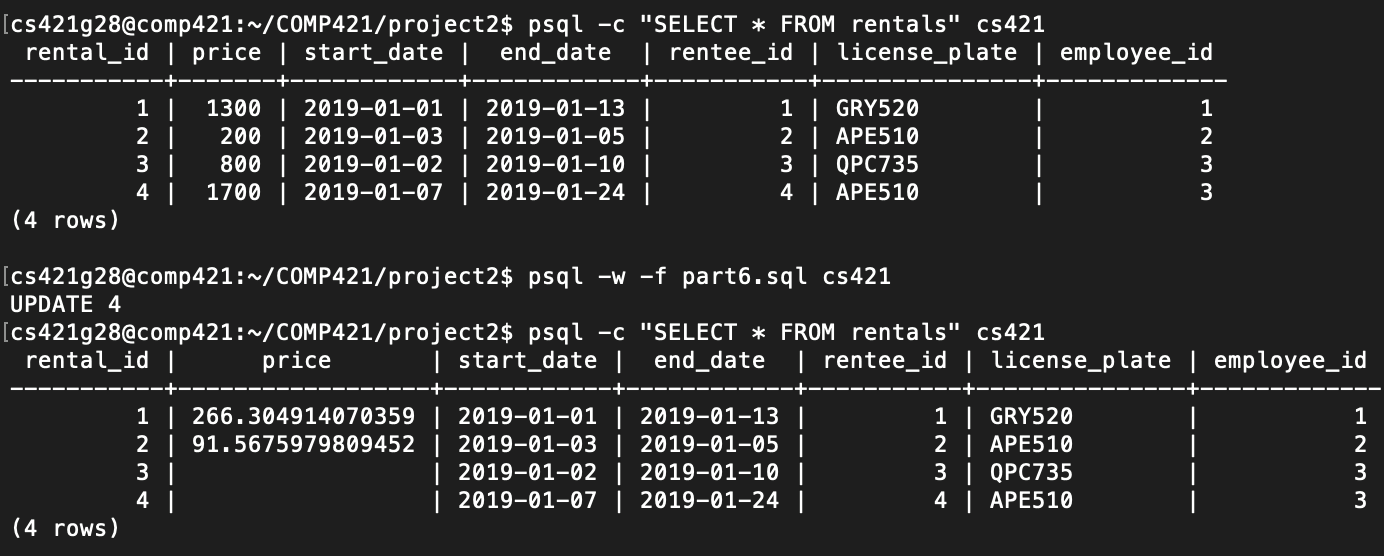 [cs421g28@comp421:~/COMP421/project2$ psql -c "SELECT * FROM rentals" cs421
 rental_id | price | start_date |  end_date  | rentee_id | license_plate | employee_id
-----------+-------+------------+------------+-----------+---------------+-------------
         1 |  1300 | 2019-01-01 | 2019-01-13 |         1 | GRY520        |           1
         2 |   200 | 2019-01-03 | 2019-01-05 |         2 | APE510        |           2
         3 |   800 | 2019-01-02 | 2019-01-10 |         3 | QPC735        |           3
         4 |  1700 | 2019-01-07 | 2019-01-24 |         4 | APE510        |           3
(4 rows)

[cs421g28@comp421:~/COMP421/project2$ psql -w -f part6.sql cs421
UPDATE 4
[cs421g28@comp421:~/COMP421/project2$ psql -c "SELECT * FROM rentals" cs421
 rental_id |      price       | start_date |  end_date  | rentee_id | license_plate | employee_id
-----------+------------------+------------+------------+-----------+---------------+-------------
         1 | 266.304914070359 | 2019-01-01 | 2019-01-13 |         1 | GRY520        |           1
         2 | 91.5675979809452 | 2019-01-03 | 2019-01-05 |         2 | APE510        |           2
         3 |                  | 2019-01-02 | 2019-01-10 |         3 | QPC735        |           3
         4 |                  | 2019-01-07 | 2019-01-24 |         4 | APE510        |           3
(4 rows)